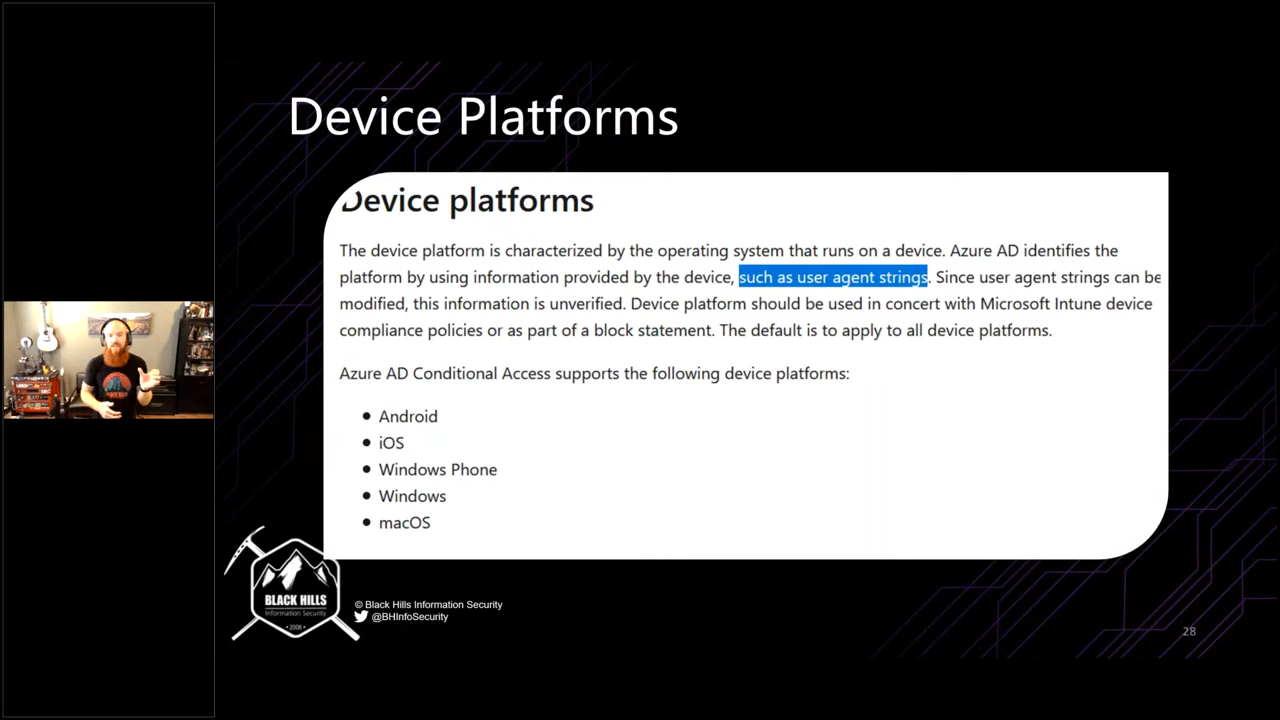 Device Platforms
Device platforms
The device platform is characterized by the operating system that runs on a device. Azure AD identifies the
platform by using information provided by the device, such as user agent strings. Since user agent strings can be
modified, this information is unverified. Device platform should be used in concert with Microsoft Intune device
compliance policies or as part of a block statement. The default is to apply to all device platforms.
Azure AD Conditional Access supports the following device platforms:
• Android
• iOS
• Windows Phone
• Windows
• macOS
BLACK HILLS
Information Security
• 2008 •
© Black Hills Information Security
@BHInfoSecurity
28